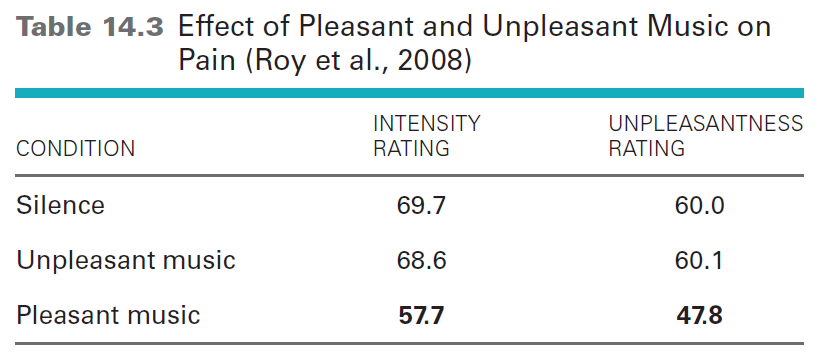 Table 14.3 Effect of Pleasant and Unpleasant Music on
Pain (Roy et al., 2008)
CONDITION INTENSITY RATING UNPLEASANTNESS RATING
Silence 69.7 60.0
Unpleasant music 68.6 60.1
Pleasant music 57.7 47.8